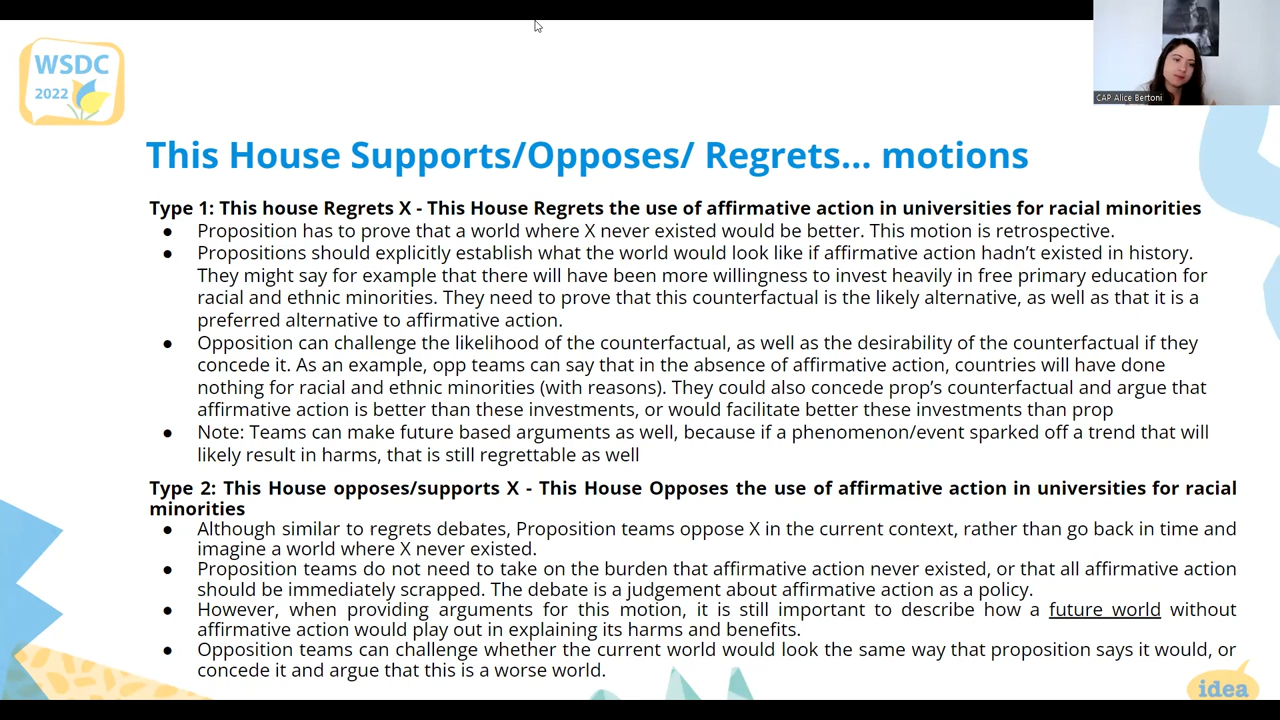 WSDC
2022
CAP Alice Bertoni
This House Supports/Opposes/ Regrets... motions
Type 1: This house Regrets X - This House Regrets the use of affirmative action in universities for racial minorities
● Proposition has to prove that a world where X never existed would be better. This motion is retrospective.
● Propositions should explicitly establish what the world would look like if affirmative action hadn't existed in history.
They might say for example that there will have been more willingness to invest heavily in free primary education for
racial and ethnic minorities. They need to prove that this counterfactual is the likely alternative, as well as that it is a
preferred alternative to affirmative action.
● Opposition can challenge the likelihood of the counterfactual, as well as the desirability of the counterfactual if they
concede it. As an example, opp teams can say that in the absence of affirmative action, countries will have done
nothing for racial and ethnic minorities (with reasons). They could also concede prop's counterfactual and argue that
affirmative action is better than these investments, or would facilitate better these investments than prop
● Note: Teams can make future based arguments as well, because if a phenomenon/event sparked off a trend that will
likely result in harms, that is still regrettable as well
Type 2: This House opposes/supports X - This House Opposes the use of affirmative action in universities for racial
minorities
● Although similar to regrets debates, Proposition teams oppose X in the current context, rather than go back in time and
imagine a world where X never existed.
● Proposition teams do not need to take on the burden that affirmative action never existed, or that all affirmative action
should be immediately scrapped. The debate is a judgement about affirmative action as a policy.
● However, when providing arguments for this motion, it is still important to describe how a future world without
affirmative action would play out in explaining its harms and benefits.
● Opposition teams can challenge whether the current world would look the same way that proposition says it would, or
concede it and argue that this is a worse world.
idea